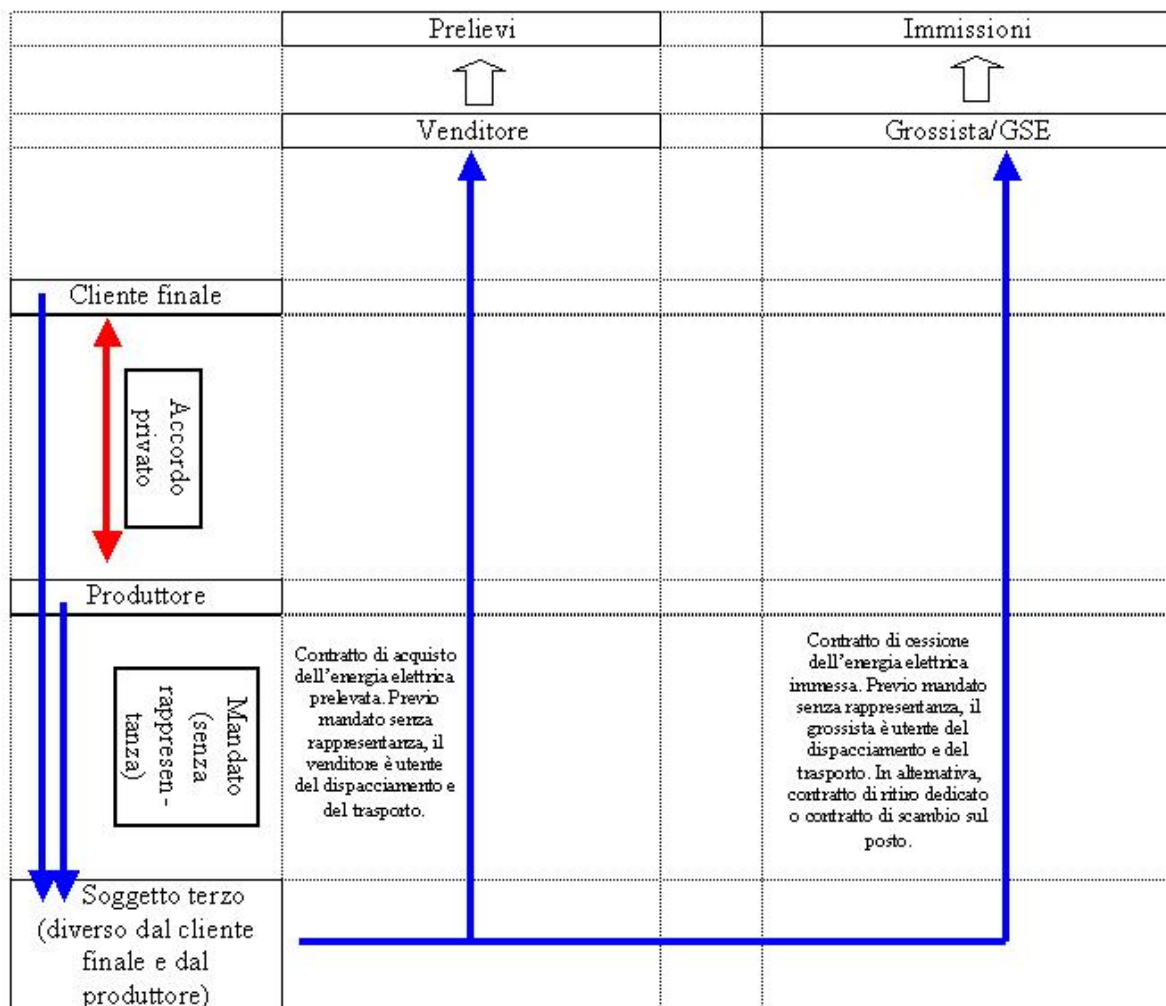 Prelievi
Immissioni
Venditore
Grossista/GSE
Cliente finale
Accordo
privato
Produttore
Mandato
(senza
rappresen-
tanza)
Contratto di acquisto
dell'energia elettrica
prelevata. Previo
mandato senza
rappresentanza, il
venditore è utente
del dispacciamento e
del trasporto.
Contratto di cessione
dell'energia elettrica
immessa. Previo mandato
senza rappresentanza, il
grossista è utente del
dispacciamento e del
trasporto. In alternativa,
contratto di ritiro dedicato
o contratto di scambio sul
posto.
Soggetto terzo
(diverso dal cliente
finale e dal
produttore)